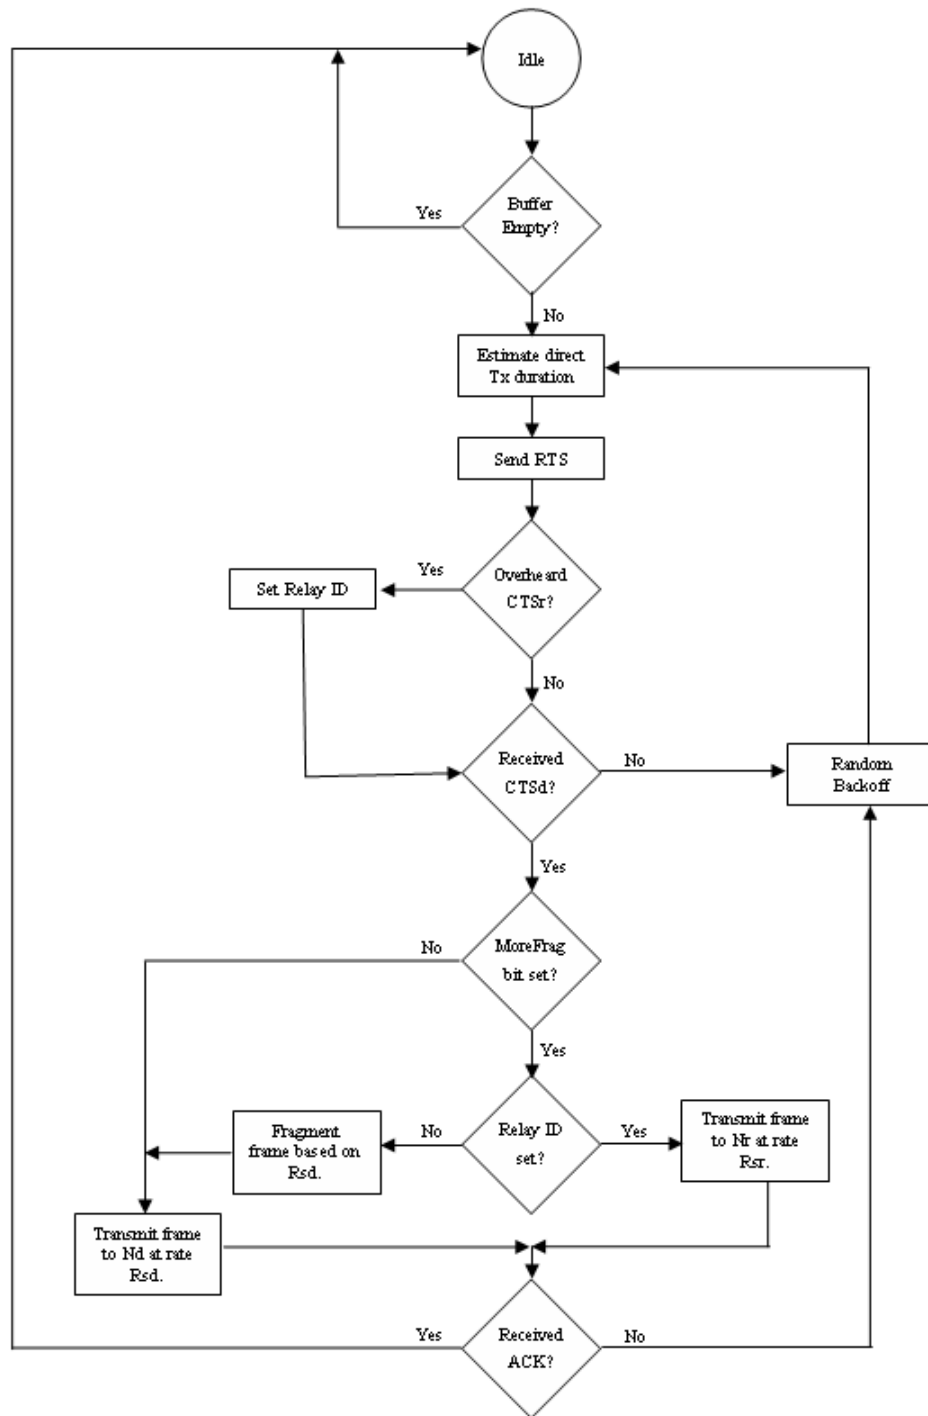 Idle
Buffer
Empty?
Yes
No
Estimate direct
Tx duration
Send RTS
Overheard
CTSr?
Yes
Set Relay ID
No
Received
CTSd?
No
Random
Backoff
Yes
MoreFrag
bit set?
No
Yes
Relay ID
set?
No
Yes
Fragment
frame based on
Rsd.
Transmit frame
to Nr at rate
Rsr.
Transmit frame
to Nd at rate
Rsd.
Received
ACK?
Yes
No